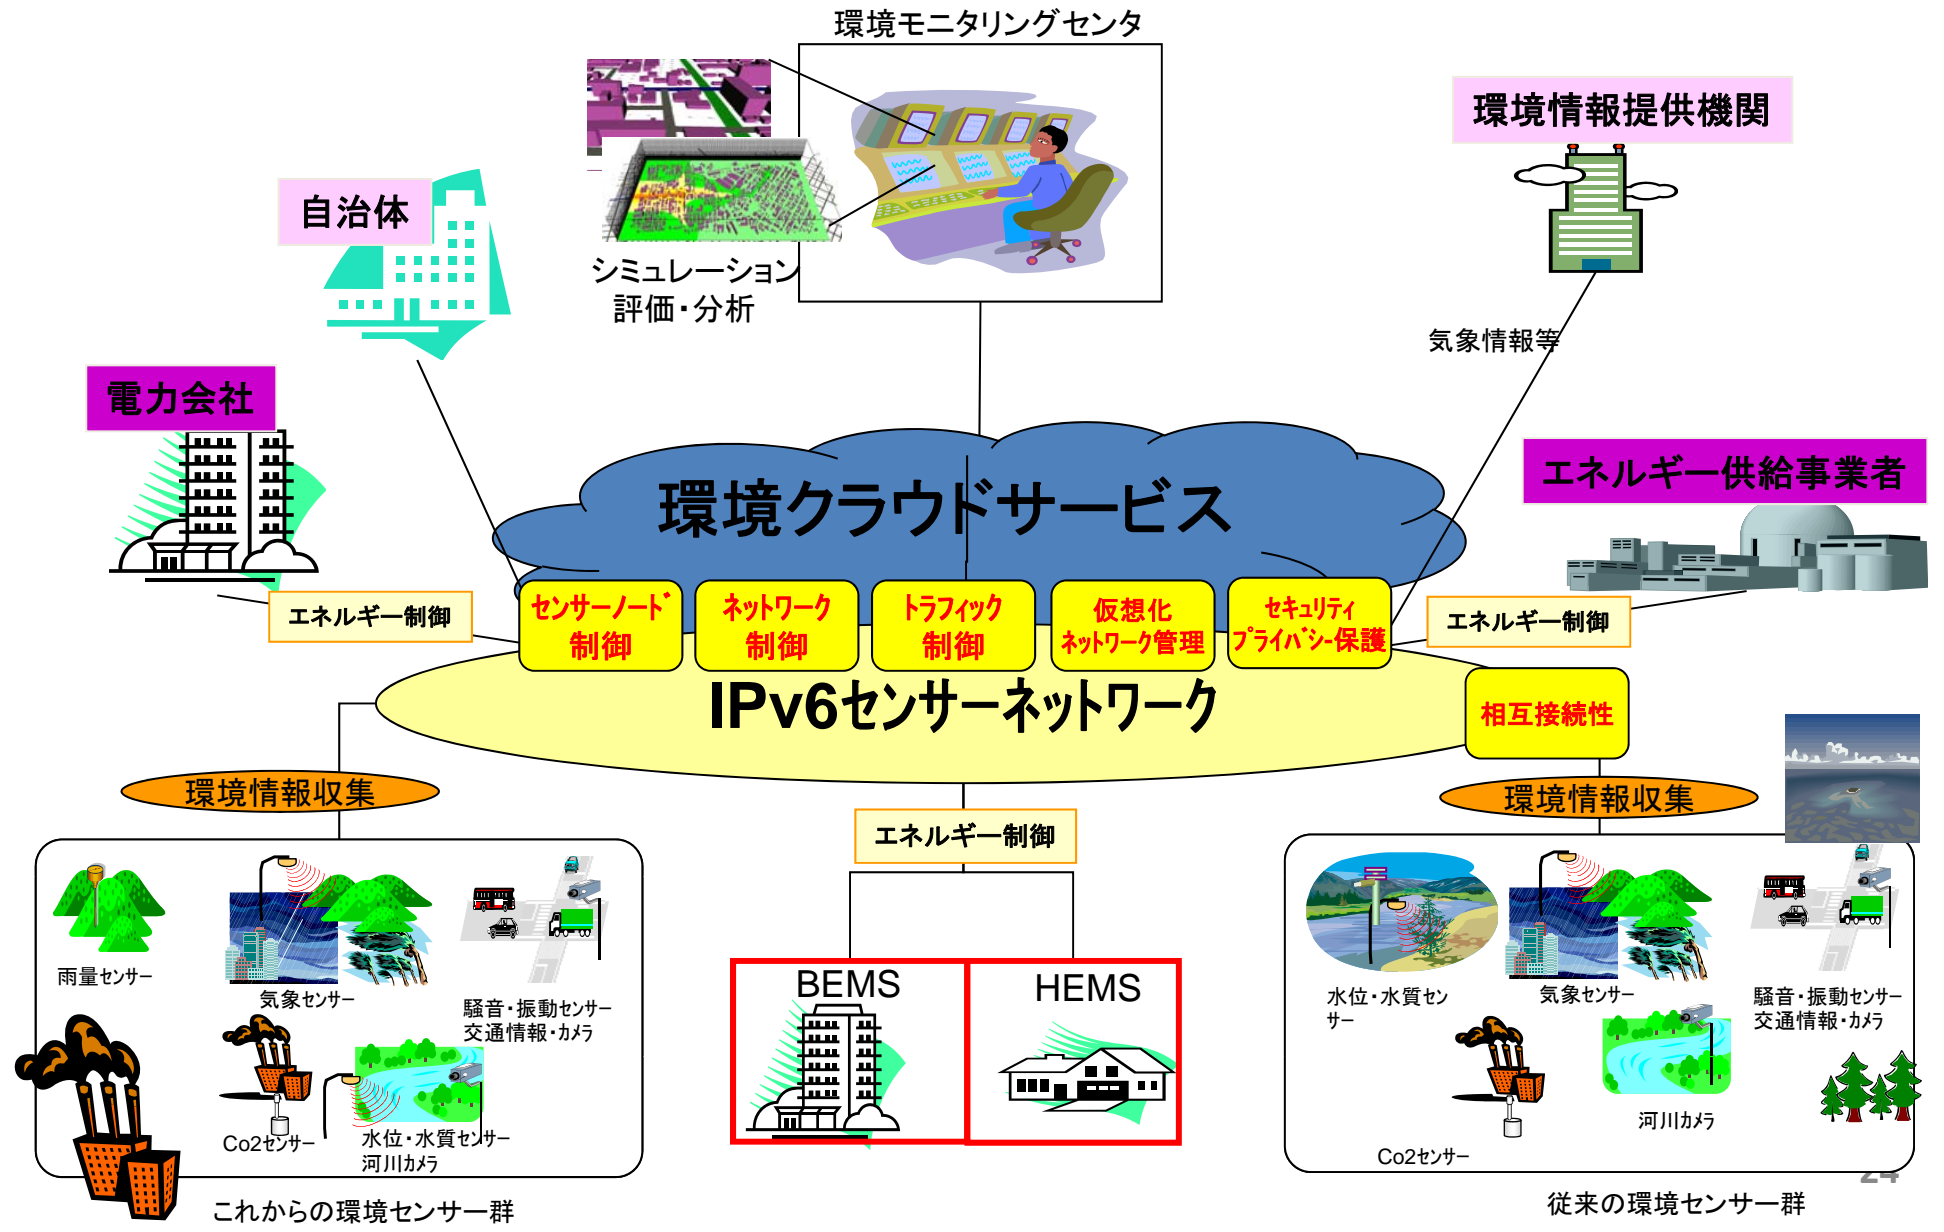 環境モニタリングセンタ
環境情報提供機関
自治体
シミュレーション
評価・分析
気象情報等
電力会社
エネルギー供給事業者
環境クラウドサービス
エネルギー制御
センサーノード
制御
ネットワーク
制御
トラフィック
制御
仮想化
ネットワーク管理
セキュリティ
プライバシー保護
エネルギー制御
IPv6センサーネットワーク
相互接続性
環境情報収集
環境情報収集
エネルギー制御
雨量センサー
気象センサー
騒音・振動センサー
交通情報・カメラ
Co2センサー
水位・水質センサー
河川カメラ
これからの環境センサー群
BEMS
HEMS
水位・水質セン
サー
気象センサー
騒音・振動センサー
交通情報・カメラ
河川カメラ
Co2センサー
24
従来の環境センサー群